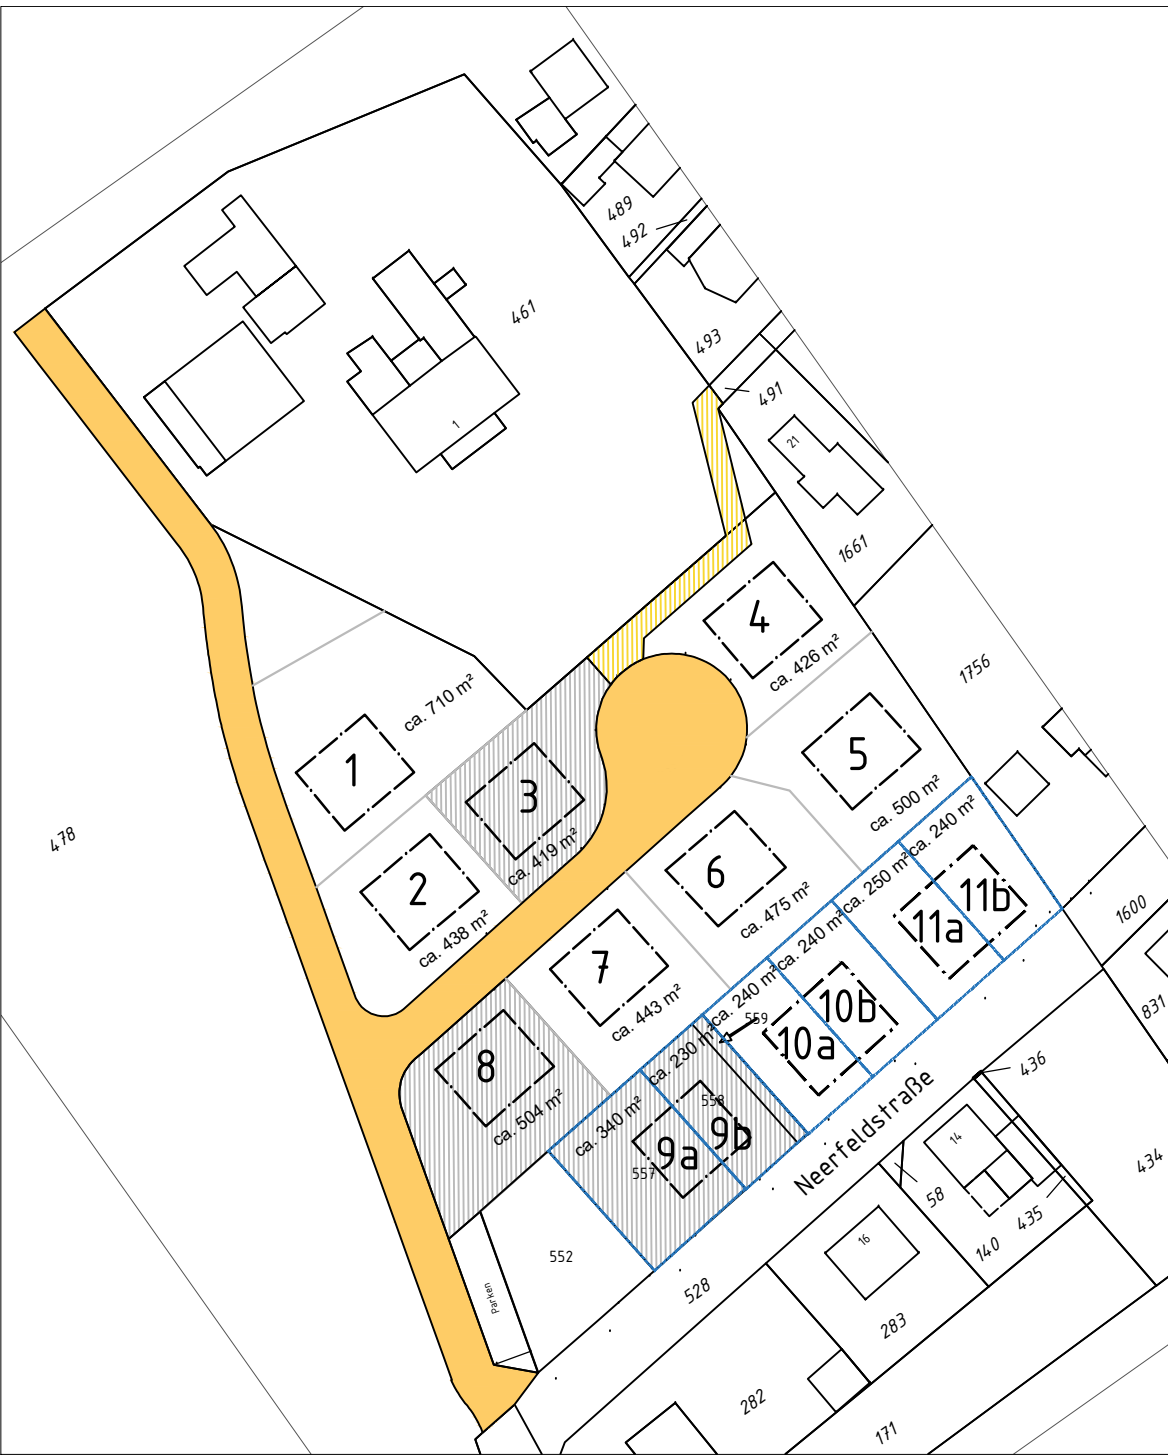 489
492
461
493
491
1
21
1661
4
ca. 426 m²
1756
ca. 710 m²
1
5
3
ca. 500 m²
478
ca. 419 m²
ca. 240 m²
6
2
ca. 250 m²
11b
ca. 475 m²
1600
ca. 438 m²
ca. 240 m²
11a
7
ca. 240 m²
10b
831
ca. 443 m²
559
10a
ca. 230 m²
8
436
Neerfeldstraße
558
ca. 504 m²
ca. 340 m²
9b
9a
14
434
557
58
435
16
140
552
528
Parken
283
282
171